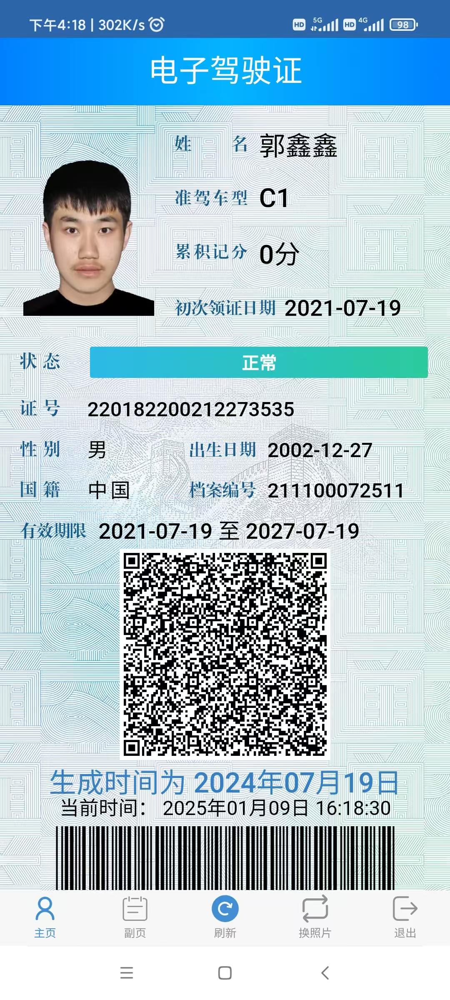 下午4:18 | 302K/s HD 5G HD 4G 98
电子驾驶证
姓 名 郭鑫鑫
准驾车型 C1
累积记分 0分
初次领证日期 2021-07-19
状态 正常
证号 220182200212273535
性别 男 出生日期 2002-12-27
国籍 中国 档案编号 211100072511
有效期限 2021-07-19 至 2027-07-19
生成时间为 2024年07月19日
当前时间： 2025年01月09日 16:18:30
主页 副页 刷新 换照片 退出